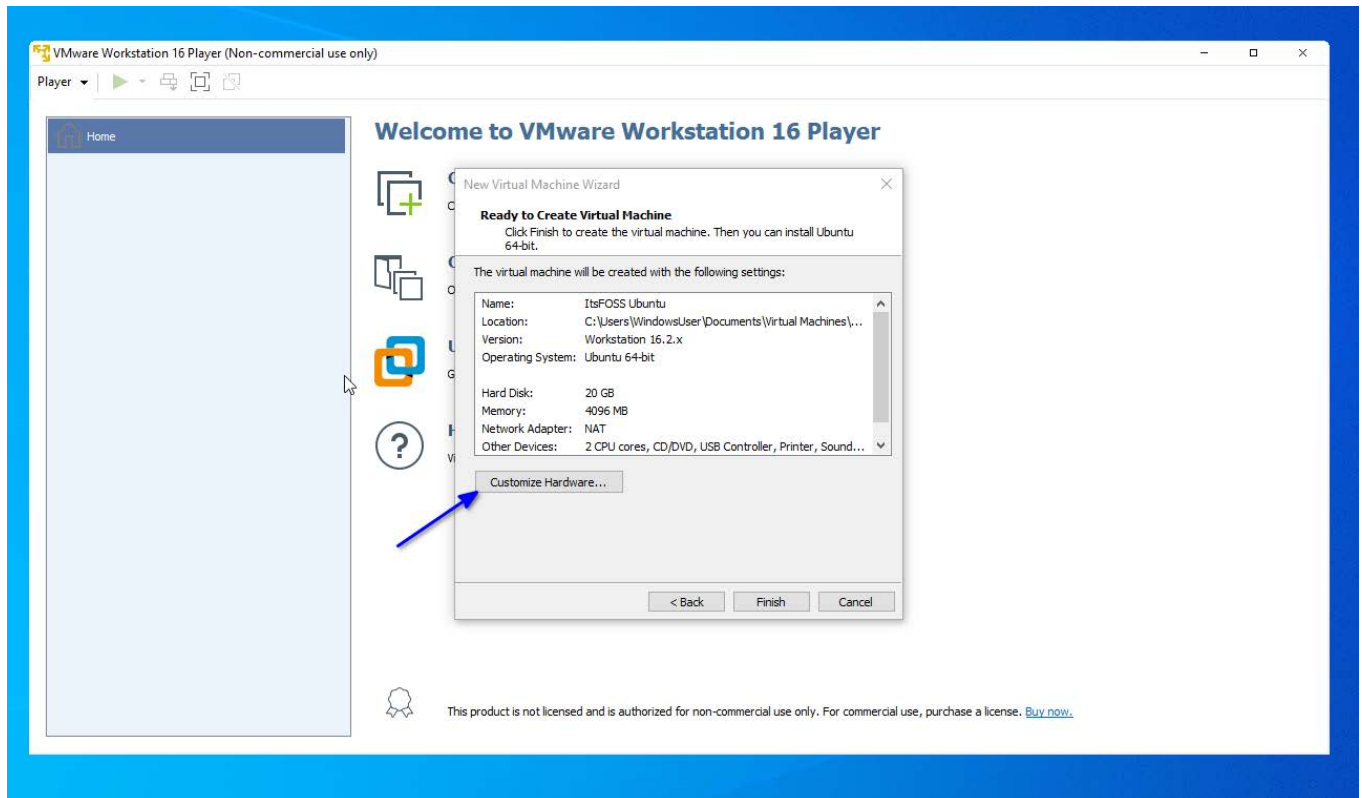 VMware Workstation 16 Player (Non-commercial use only)
Player
Home
Welcome to VMware Workstation 16 Player
New Virtual Machine Wizard
Ready to Create Virtual Machine
Click Finish to create the virtual machine. Then you can install Ubuntu
64-bit.
The virtual machine will be created with the following settings:
Name: ItsFOSS Ubuntu
Location: C:\Users\WindowsUser\Documents\Virtual Machines\...
Version: Workstation 16.2.x
Operating System: Ubuntu 64-bit
Hard Disk: 20 GB
Memory: 4096 MB
Network Adapter: NAT
Other Devices: 2 CPU cores, CD/DVD, USB Controller, Printer, Sound...
Customize Hardware...
< Back Finish Cancel
This product is not licensed and is authorized for non-commercial use only. For commercial use, purchase a license. Buy now.